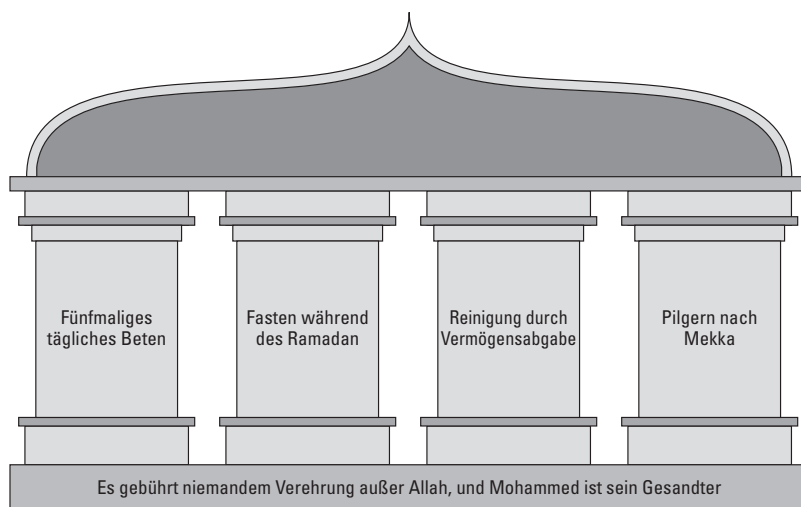 Fünfmaliges
tägliches Beten
Fasten während
des Ramadan
Reinigung durch
Vermögensabgabe
Pilgern nach
Mekka
Es gebührt niemandem Verehrung außer Allah, und Mohammed ist sein Gesandter